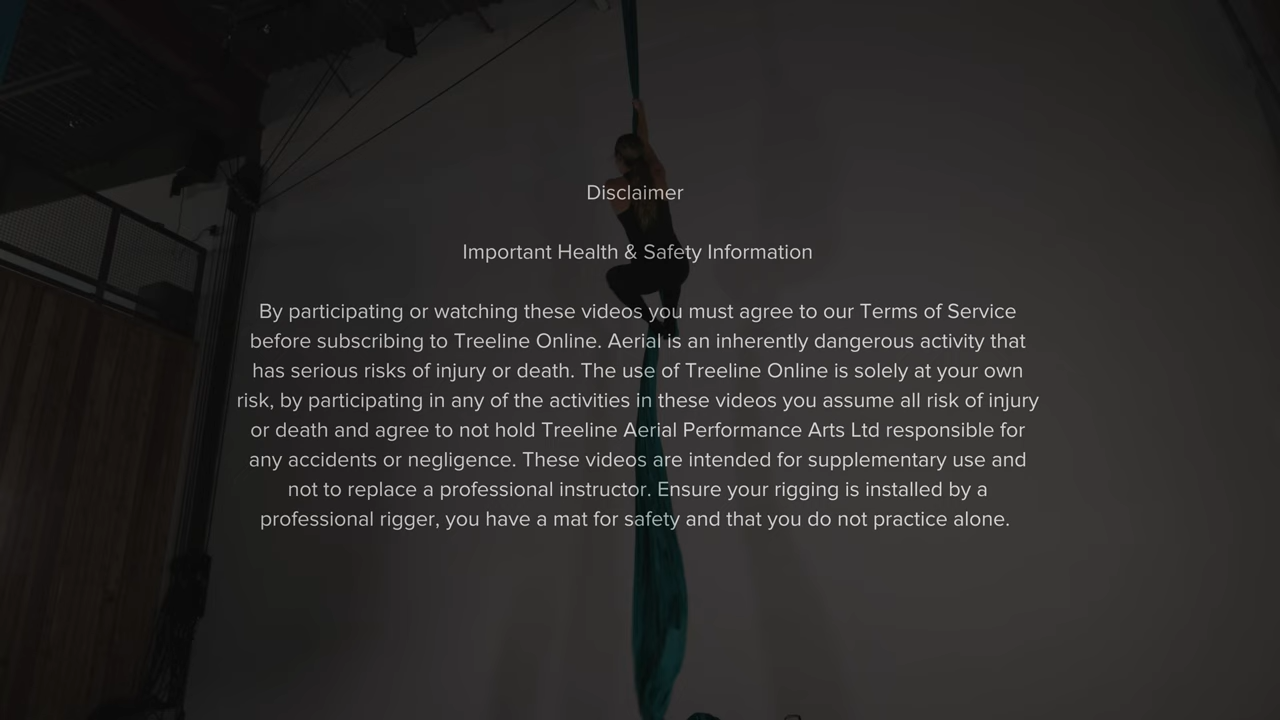 Disclaimer
Important Health & Safety Information
By participating or watching these videos you must agree to our Terms of Service
before subscribing to Treeline Online. Aerial is an inherently dangerous activity that
has serious risks of injury or death. The use of Treeline Online is solely at your own
risk, by participating in any of the activities in these videos you assume all risk of injury
or death and agree to not hold Treeline Aerial Performance Arts Ltd responsible for
any accidents or negligence. These videos are intended for supplementary use and
not to replace a professional instructor. Ensure your rigging is installed by a
professional rigger, you have a mat for safety and that you do not practice alone.